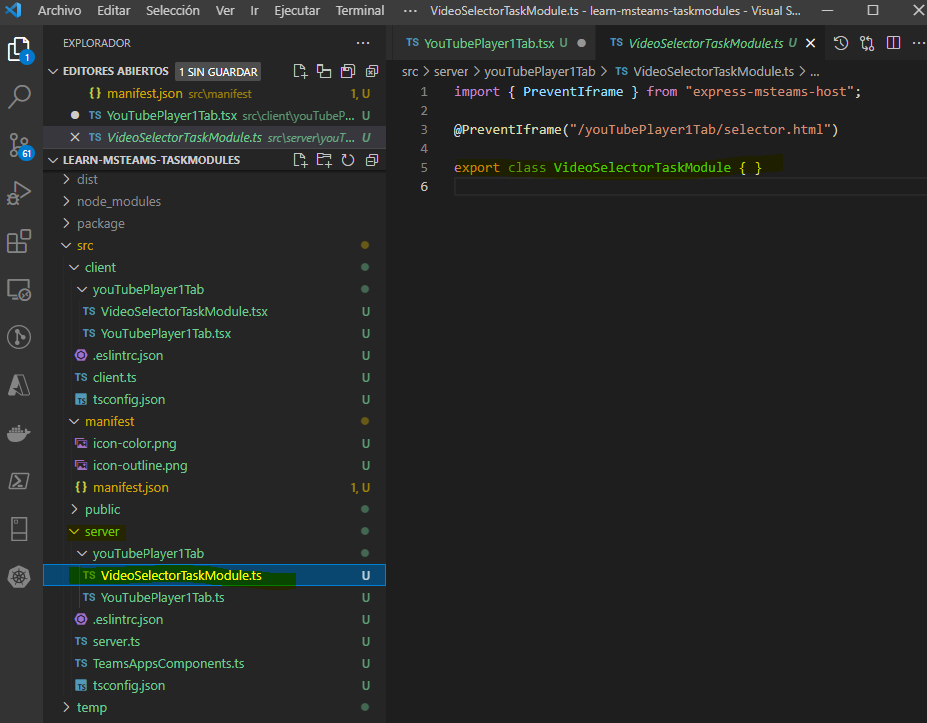 Archivo Editar Selección Ver Ir Ejecutar Terminal ··· VideoSelectorTaskModule.ts - learn-msteams-taskmodules - Visual S...
EXPLORADOR ···
EDITORES ABIERTOS 1 SIN GUARDAR
{} manifest.json src\manifest 1, U
TS YouTubePlayer1Tab.tsx src\client\youTubeP... U
TS VideoSelectorTaskModule.ts src\server\youT... U
LEARN-MSTEAMS-TASKMODULES
dist
node_modules
package
src
client
youTubePlayer1Tab
TS VideoSelectorTaskModule.tsx U
TS YouTubePlayer1Tab.tsx U
.eslintrc.json U
TS client.ts U
TS tsconfig.json U
manifest
icon-color.png U
icon-outline.png U
{} manifest.json 1, U
public
server
youTubePlayer1Tab
TS VideoSelectorTaskModule.ts U
TS YouTubePlayer1Tab.ts U
.eslintrc.json U
TS server.ts U
TS TeamsAppsComponents.ts U
TS tsconfig.json U
temp
1
61
TS YouTubePlayer1Tab.tsx U TS VideoSelectorTaskModule.ts U ···
src > server > youTubePlayer1Tab > TS VideoSelectorTaskModule.ts > ...
1 import { PreventIframe } from "express-msteams-host";
2
3 @PreventIframe("/youTubePlayer1Tab/selector.html")
4
5 export class VideoSelectorTaskModule { }
6